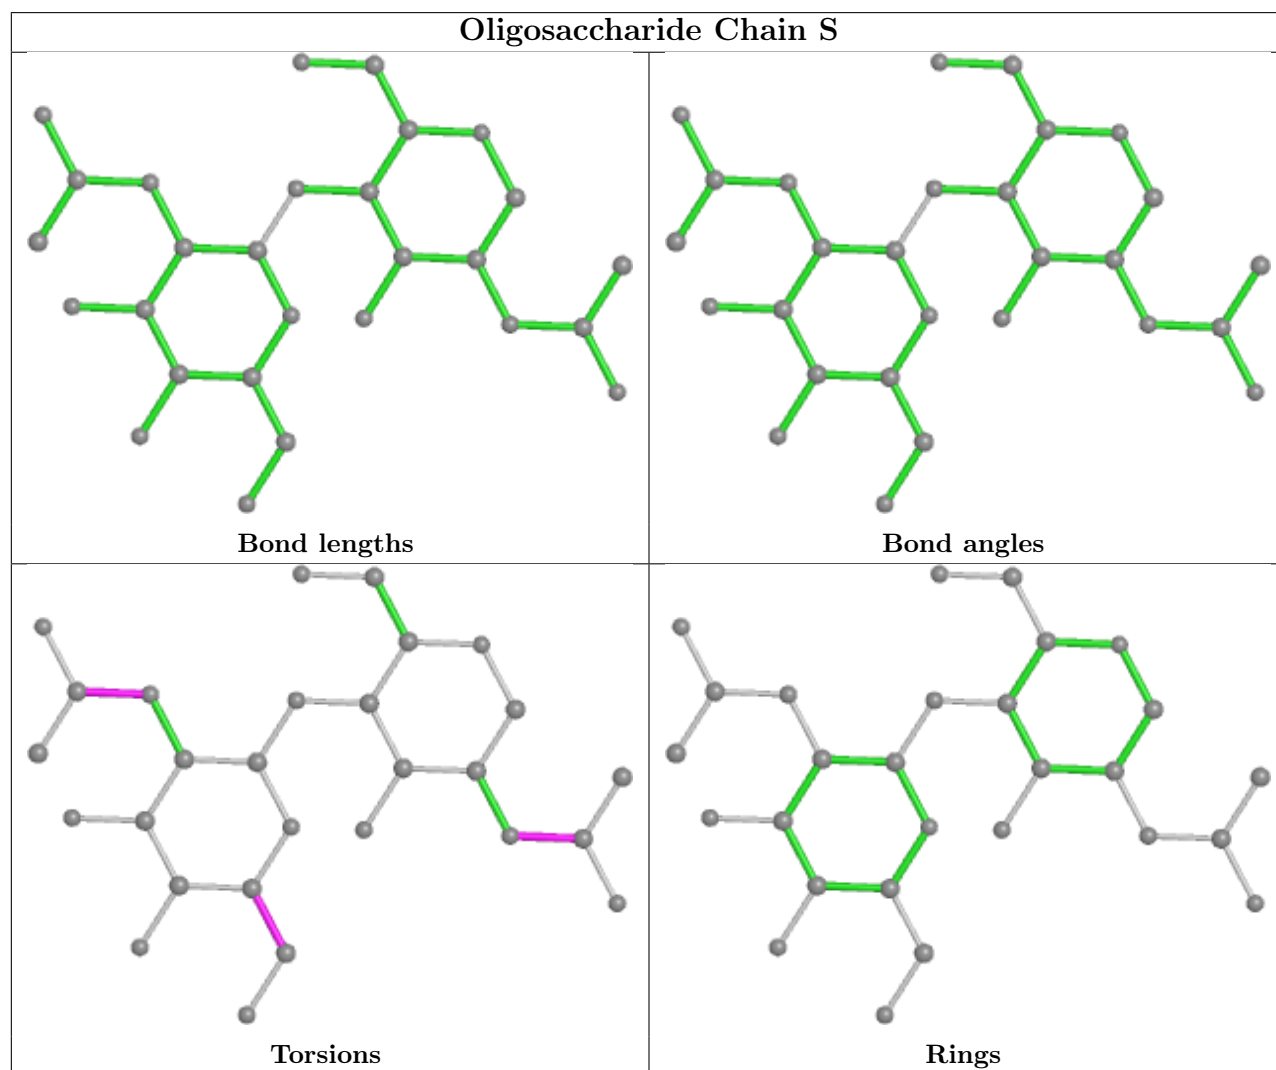 Oligosaccharide Chain S
Bond lengths
Bond angles
Torsions
Rings